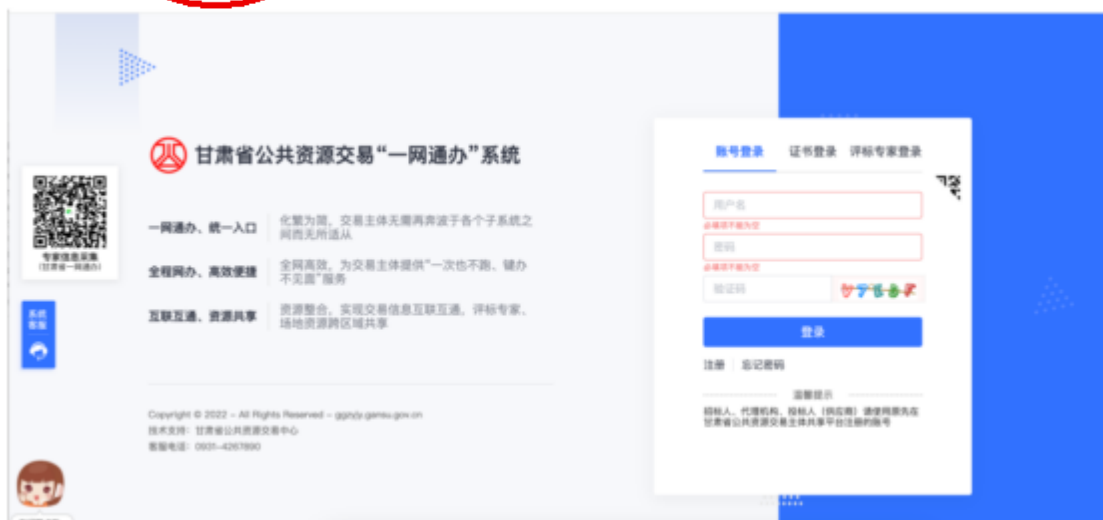 甘肃省公共资源交易“一网通办”系统
专家信息采集
(甘肃省一网通办)
系统
客服
一网通办、统一入口
化繁为简，交易主体无需再奔波于各个子系统之
间而无所适从
全程网办、高效便捷
全网高效，为交易主体提供“一次也不跑、键办
不见面”服务
互联互通、资源共享
资源整合，实现交易信息互联互通，评标专家、
场地资源跨区域共享
Copyright © 2022 - All Rights Reserved - ggzyjy.gansu.gov.cn
技术支持：甘肃省公共资源交易中心
客服电话：0931-4267890
账号登录 证书登录 评标专家登录
用户名
必填项不能为空
密码
必填项不能为空
验证码
登录
注册 忘记密码
温馨提示
招标人、代理机构、投标人（供应商）请使用原先在
甘肃省公共资源交易主体共享平台注册的账号